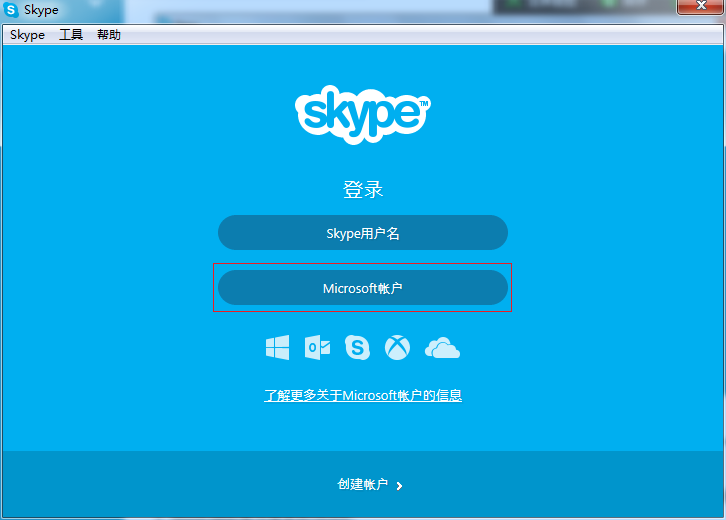 Skype
Skype 工具 帮助
skype™
登录
Skype用户名
Microsoft帐户
了解更多关于Microsoft帐户的信息
创建帐户